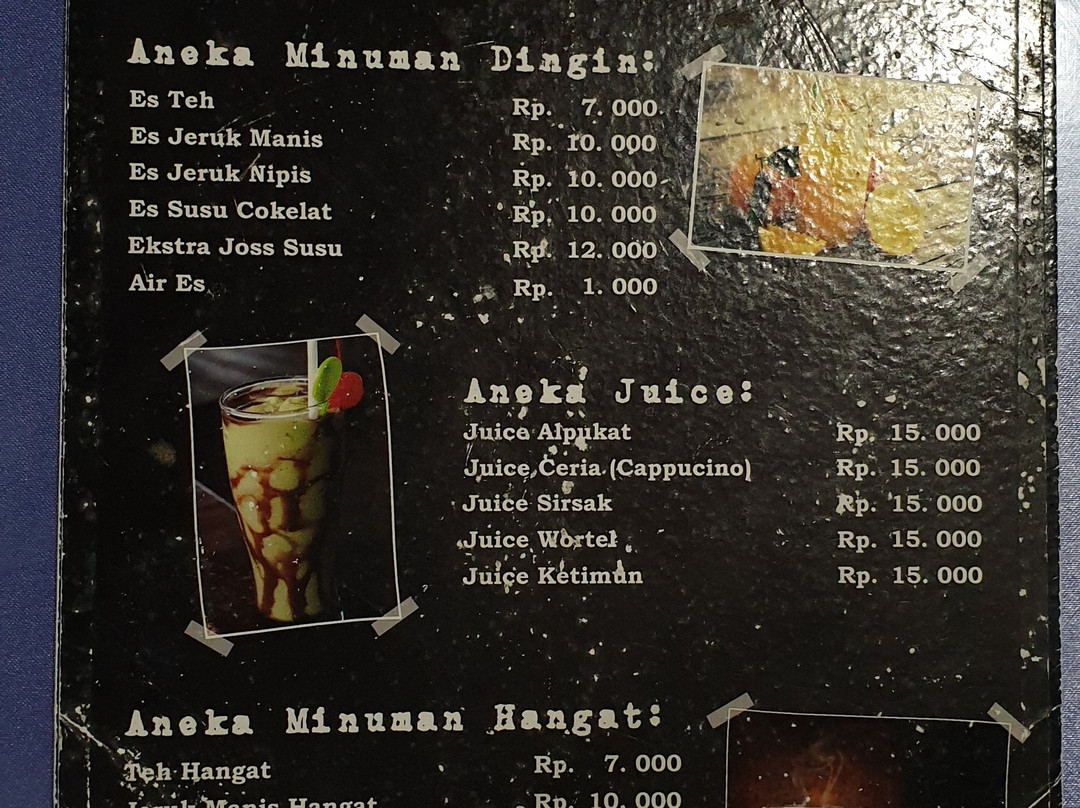 Aneka Minuman Dingin:
Es Teh Rp. 7. 000
Es Jeruk Manis Rp. 10. 000
Es Jeruk Nipis Rp. 10. 000
Es Susu Cokelat Rp. 10. 000
Ekstra Joss Susu Rp. 12. 000
Air Es Rp. 1. 000
Aneka Juice:
Juice Alpukat Rp. 15. 000
Juice Ceria (Cappucino) Rp. 15. 000
Juice Sirsak Rp. 15. 000
Juice Wortel Rp. 15. 000
Juice Ketimun Rp. 15. 000
Aneka Minuman Hangat:
Teh Hangat Rp. 7. 000
Jeruk Manis Hangat Rp. 10. 000